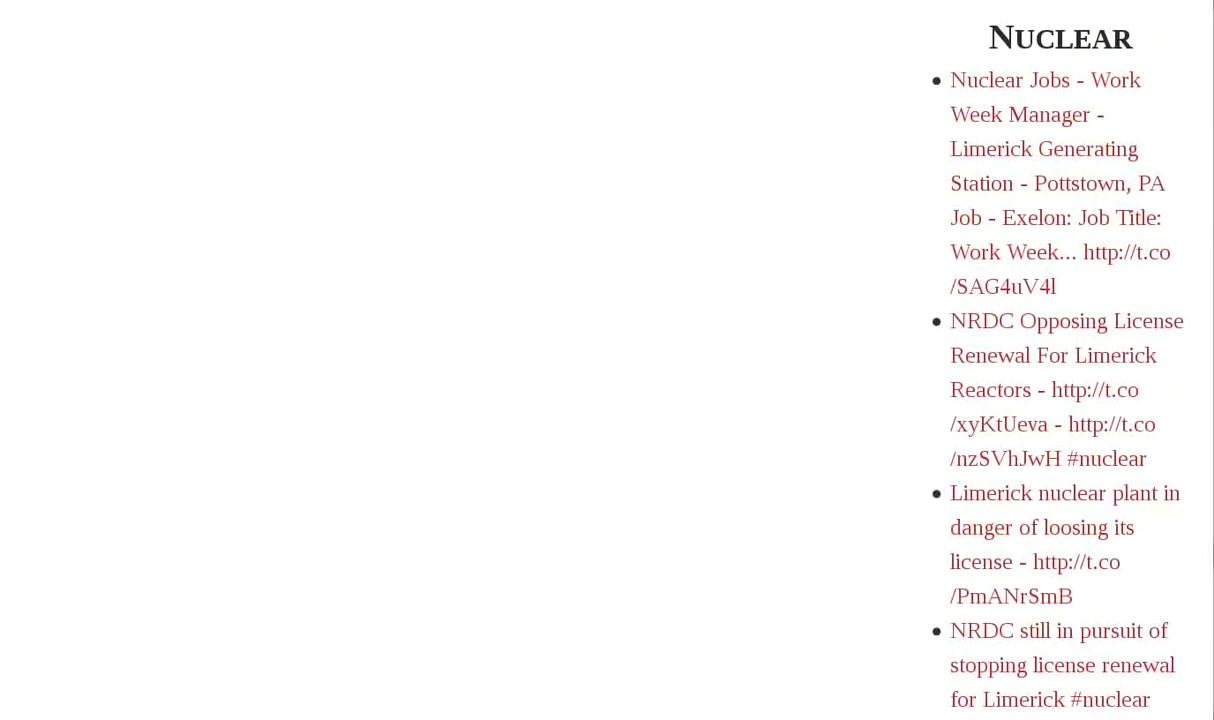 NUCLEAR
• Nuclear Jobs - Work
Week Manager -
Limerick Generating
Station - Pottstown, PA
Job - Exelon: Job Title:
Work Week... http://t.co
/SAG4uV4l
• NRDC Opposing License
Renewal For Limerick
Reactors - http://t.co
/xyKtUeva - http://t.co
/nzSVhJwH #nuclear
• Limerick nuclear plant in
danger of loosing its
license - http://t.co
/PmANrSmB
• NRDC still in pursuit of
stopping license renewal
for Limerick #nuclear